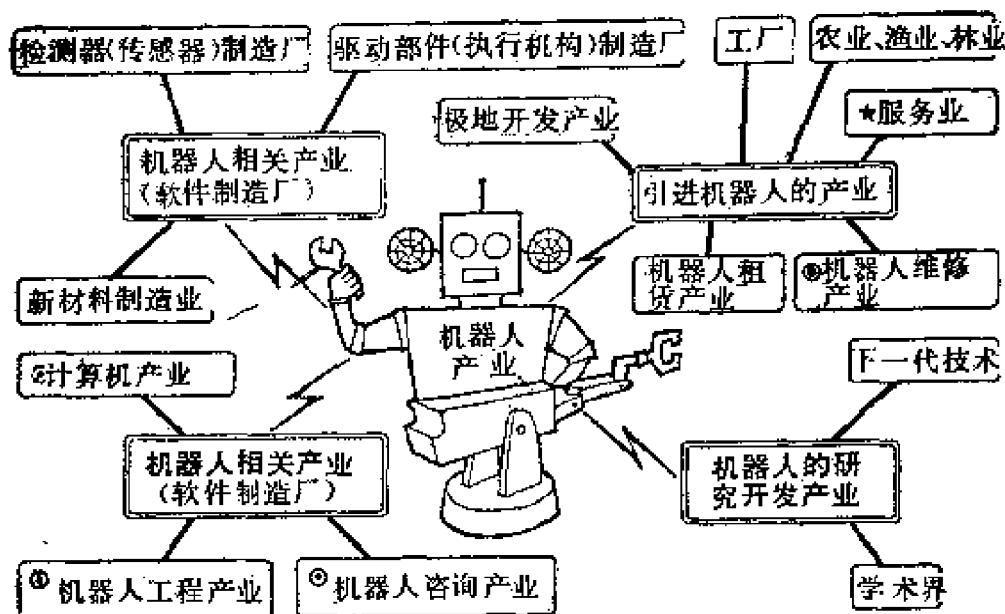 检测器(传感器)制造厂
驱动部件(执行机构)制造厂
工厂
农业、渔业、林业
极地开发产业
★服务业
机器人相关产业
(软件制造厂)
引进机器人的产业
新材料制造业
机器人租
赁产业
机器人维修
产业
机器人
产业
②计算机产业
下一代技术
机器人相关产业
(软件制造厂)
机器人的研
究开发产业
机器人工程产业
机器人咨询产业
学术界